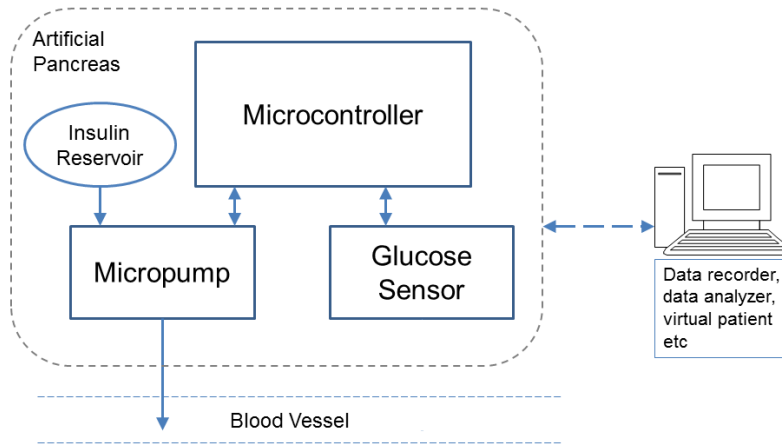 Artificial
Pancreas
Microcontroller
Insulin
Reservoir
Micropump
Glucose
Sensor
Data recorder,
data analyzer,
virtual patient
etc
Blood Vessel